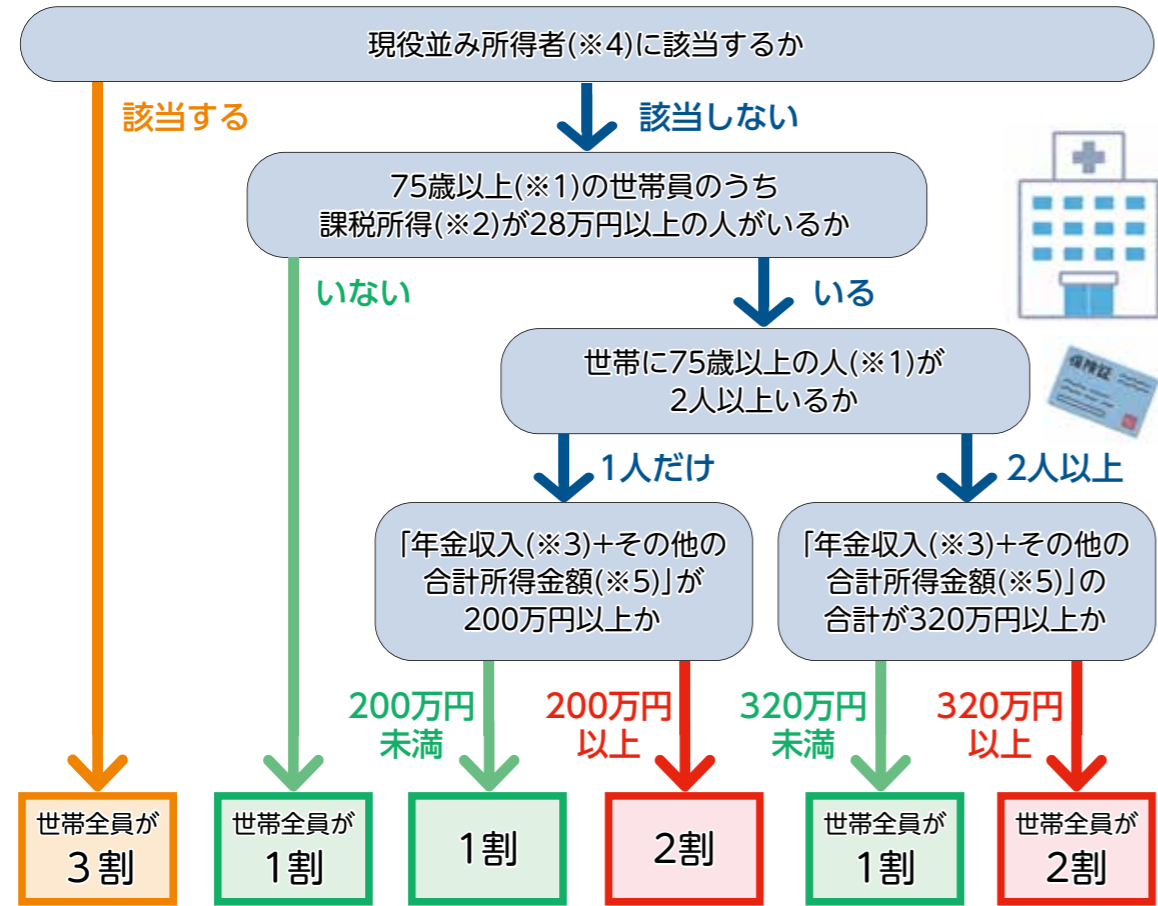 現役並み所得者(※4)に該当するか
該当する
該当しない
75歳以上(※1)の世帯員のうち
課税所得(※2)が28万円以上の人がいるか
いない
いる
世帯に75歳以上の人(※1)が
2人以上いるか
保険証
1人だけ
2人以上
「年金収入(※3)+その他の
合計所得金額(※5)」が
200万円以上か
「年金収入(※3)+その他の
合計所得金額(※5)」の
合計が320万円以上か
200万円
未満
200万円
以上
320万円
未満
320万円
以上
世帯全員が
3割
世帯全員が
1割
1割
2割
世帯全員が
1割
世帯全員が
2割